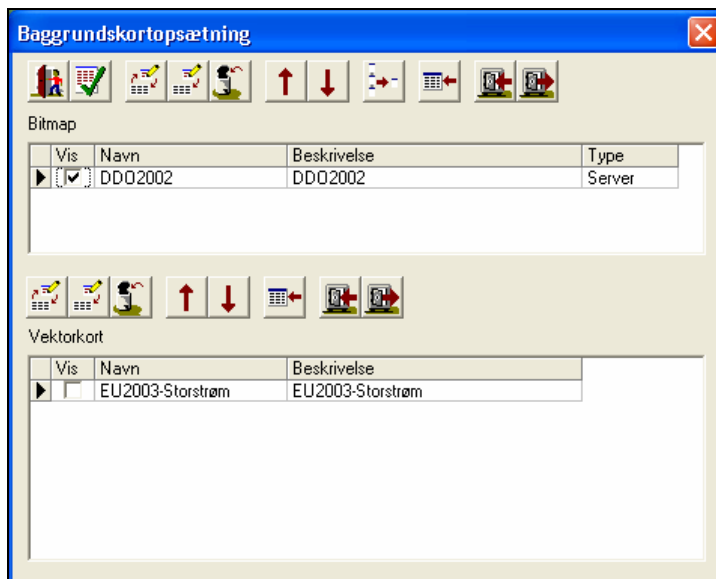 Baggrundskortopsætning
Bitmap
Vis Navn Beskrivelse Type
DDO2002 DDO2002 Server
Vektorkort
Vis Navn Beskrivelse
EU2003-Storstrøm EU2003-Storstrøm